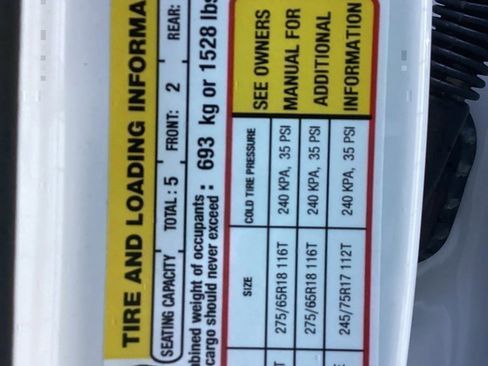 TIRE AND LOADING INFORMA
SEATING CAPACITY TOTAL: 5 FRONT: 2 REAR:
mbined weight of occupants
cargo should never exceed: 693 kg or 1528 lbs
SIZE COLD TIRE PRESSURE SEE OWNERS
MANUAL FOR
ADDITIONAL
INFORMATION
T 275/65R18 116T 240 KPA, 35 PSI
T 275/65R18 116T 240 KPA, 35 PSI
E 245/75R17 112T 240 KPA, 35 PSI